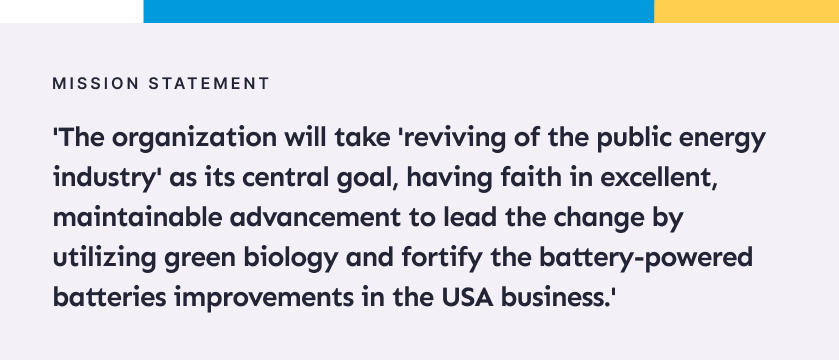 MISSION STATEMENT
'The organization will take 'reviving of the public energy
industry' as its central goal, having faith in excellent,
maintainable advancement to lead the change by
utilizing green biology and fortify the battery-powered
batteries improvements in the USA business.'